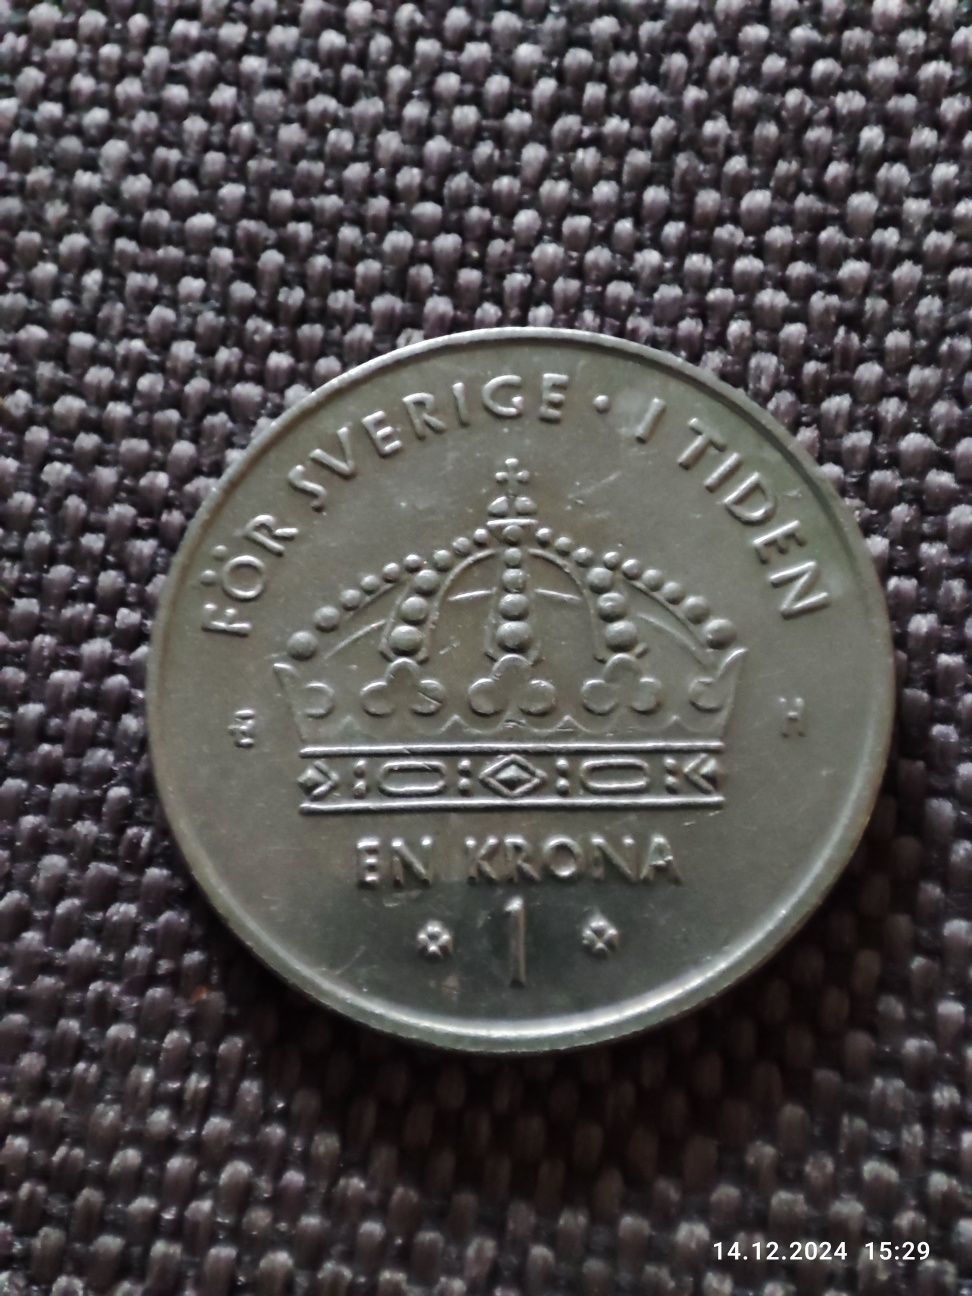 FÖR SVERIGE · I TIDEN
H
EN KRONA
1
14.12.2024 15:29